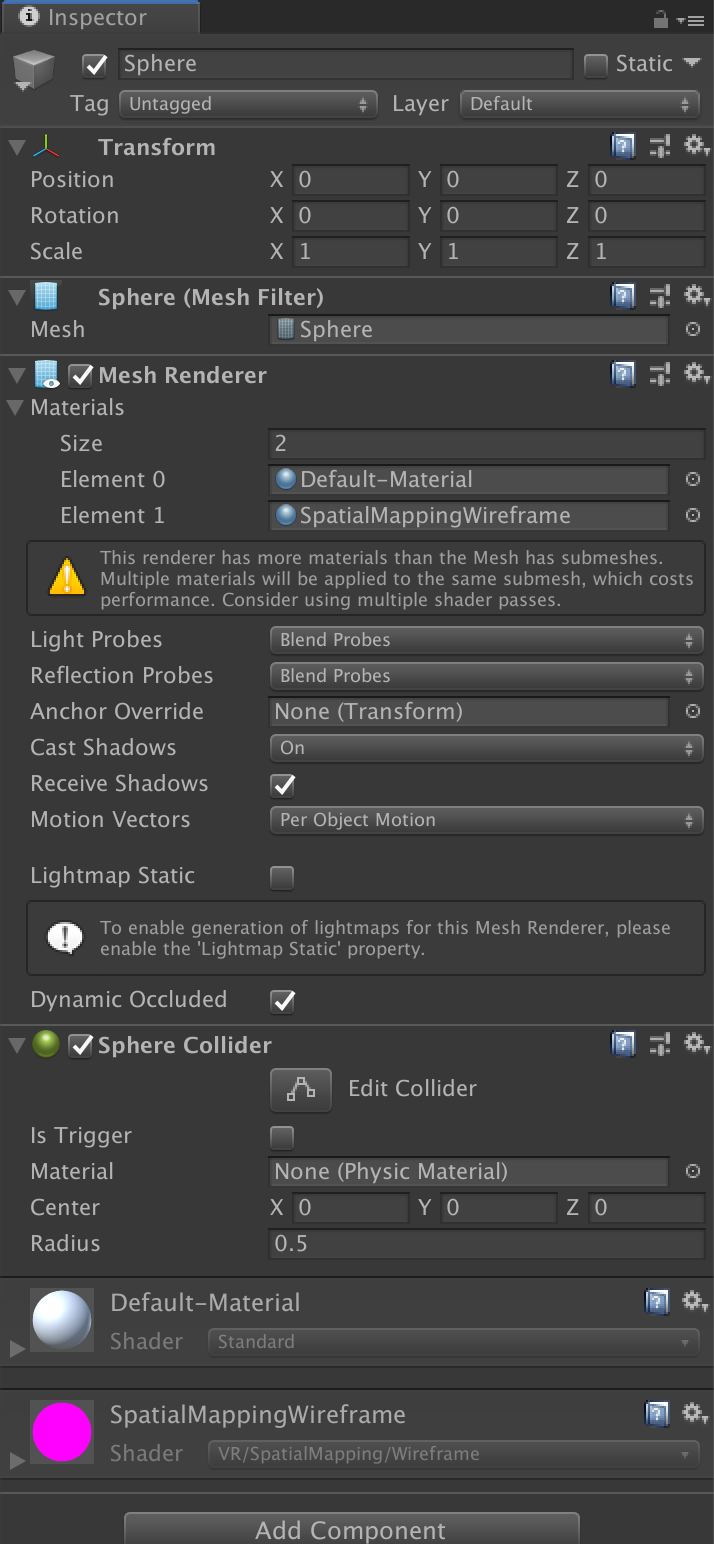 Inspector
Sphere Static
Tag Untagged Layer Default
Transform
Position X 0 Y 0 Z 0
Rotation X 0 Y 0 Z 0
Scale X 1 Y 1 Z 1
Sphere (Mesh Filter)
Mesh Sphere
Mesh Renderer
Materials
Size 2
Element 0 Default-Material
Element 1 SpatialMappingWireframe
This renderer has more materials than the Mesh has submeshes.
Multiple materials will be applied to the same submesh, which costs
performance. Consider using multiple shader passes.
Light Probes Blend Probes
Reflection Probes Blend Probes
Anchor Override None (Transform)
Cast Shadows On
Receive Shadows
Motion Vectors Per Object Motion
Lightmap Static
To enable generation of lightmaps for this Mesh Renderer, please
enable the 'Lightmap Static' property.
Dynamic Occluded
Sphere Collider
Edit Collider
Is Trigger
Material None (Physic Material)
Center X 0 Y 0 Z 0
Radius 0.5
Default-Material
Shader Standard
SpatialMappingWireframe
Shader VR/SpatialMapping/Wireframe
Add Component